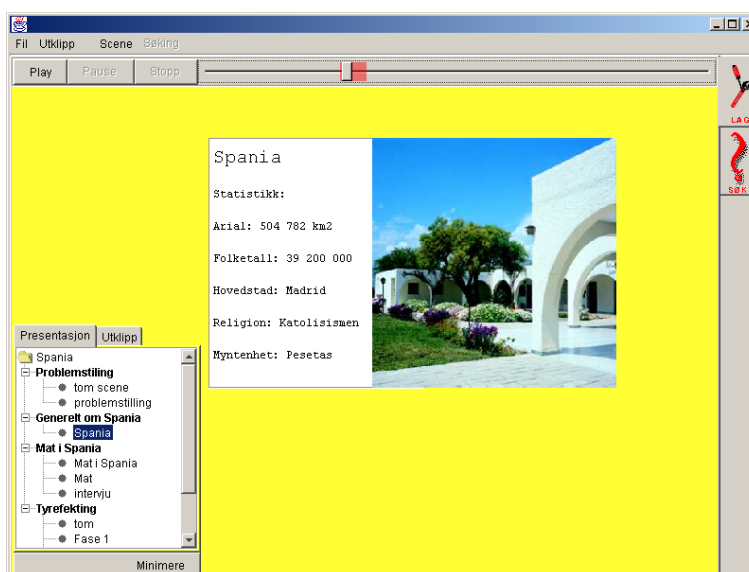 Fil Utklipp Scene Søking
Play Pause Stopp
LAG
SØK
Spania
Statistikk:
Arial: 504 782 km2
Folketall: 39 200 000
Hovedstad: Madrid
Religion: Katolisismen
Myntenhet: Pesetas
Presentasjon Utklipp
Spania
Problemstiling
tom scene
problemstilling
Generelt om Spania
Spania
Mat i Spania
Mat i Spania
Mat
intervju
Tyrefekting
tom
Fase 1
Minimere